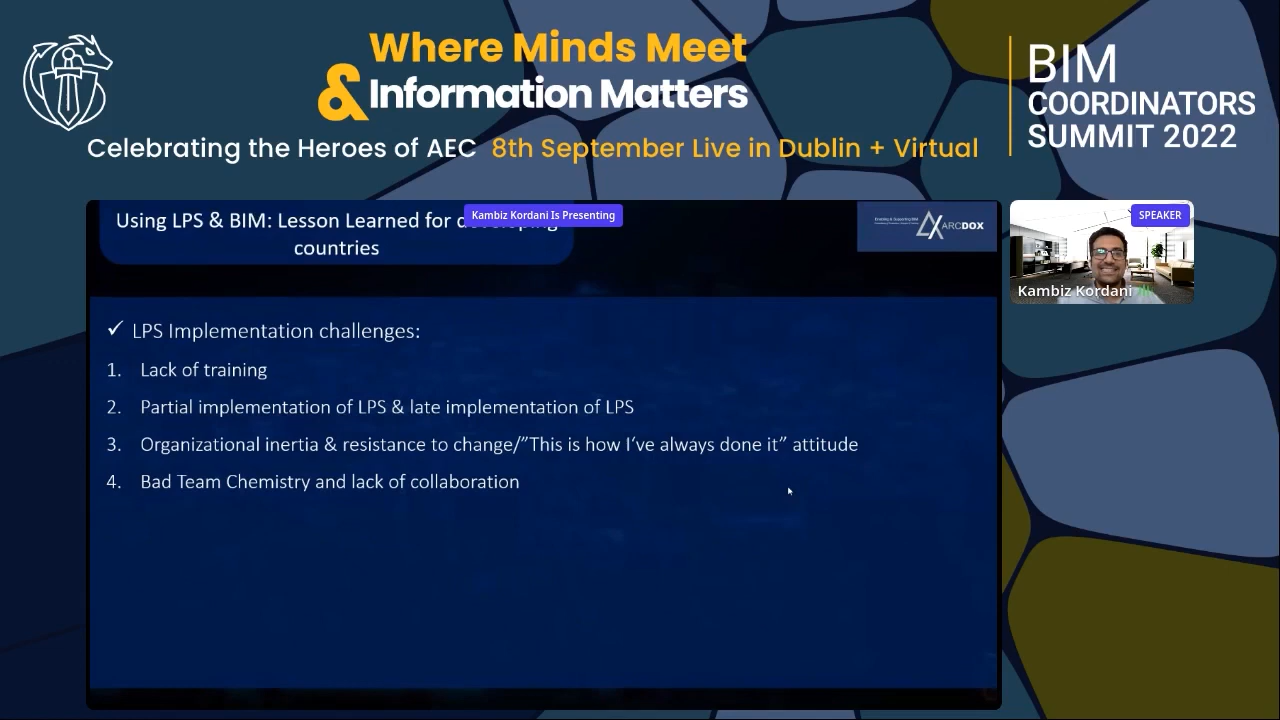 Where Minds Meet
& Information Matters
Celebrating the Heroes of AEC 8th September Live in Dublin + Virtual
BIM
COORDINATORS
SUMMIT 2022
Using LPS & BIM: Lesson Learned for developing
countries
Kambiz Kordani Is Presenting
ARCDOX
SPEAKER
Kambiz Kordani
✓ LPS Implementation challenges:
1. Lack of training
2. Partial implementation of LPS & late implementation of LPS
3. Organizational inertia & resistance to change/”This is how I’ve always done it” attitude
4. Bad Team Chemistry and lack of collaboration